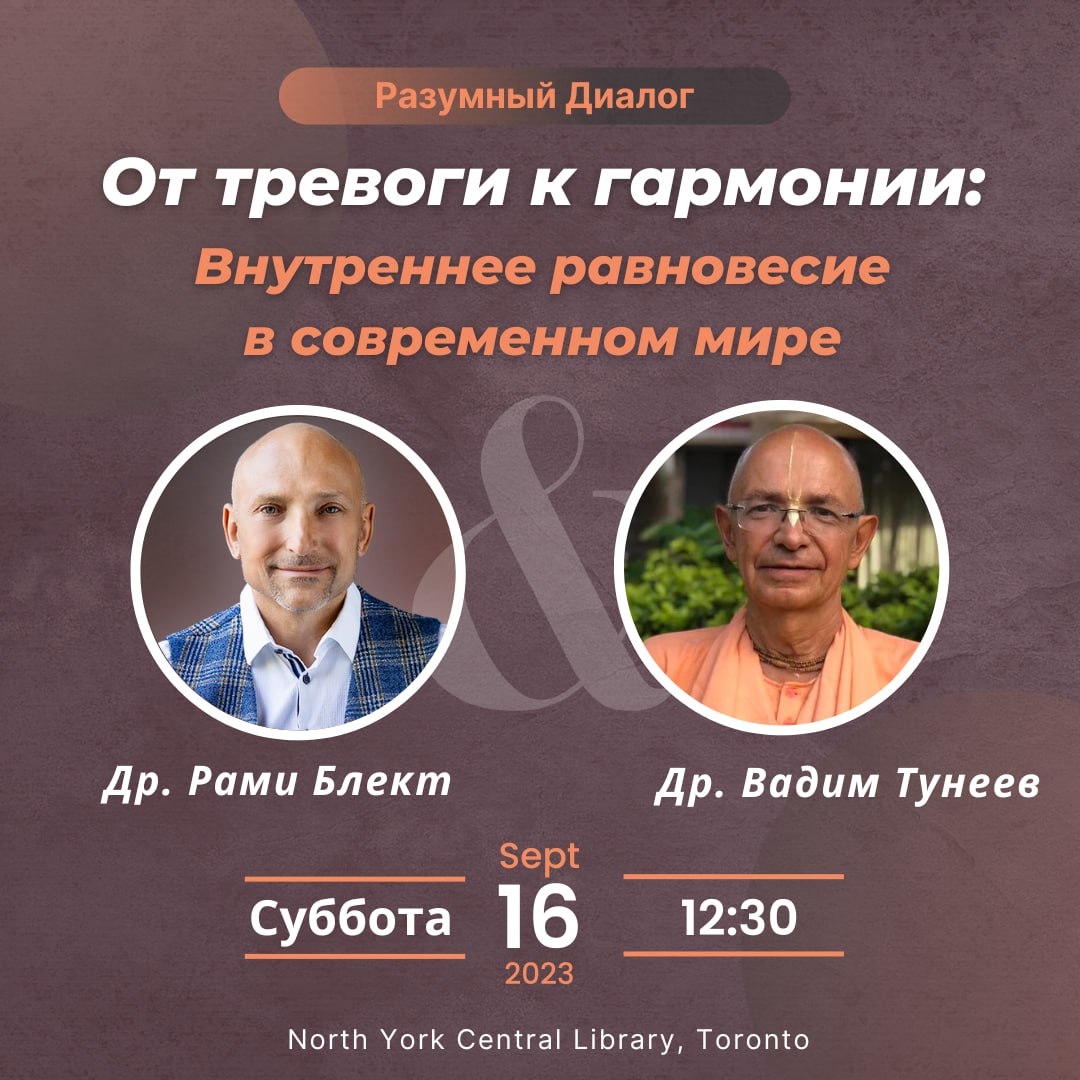 Разумный Диалог
От тревоги к гармонии:
Внутреннее равновесие
в современном мире
&
Др. Рами Блект
Др. Вадим Тунеев
Sept
Суббота 16 12:30
2023
North York Central Library, Toronto